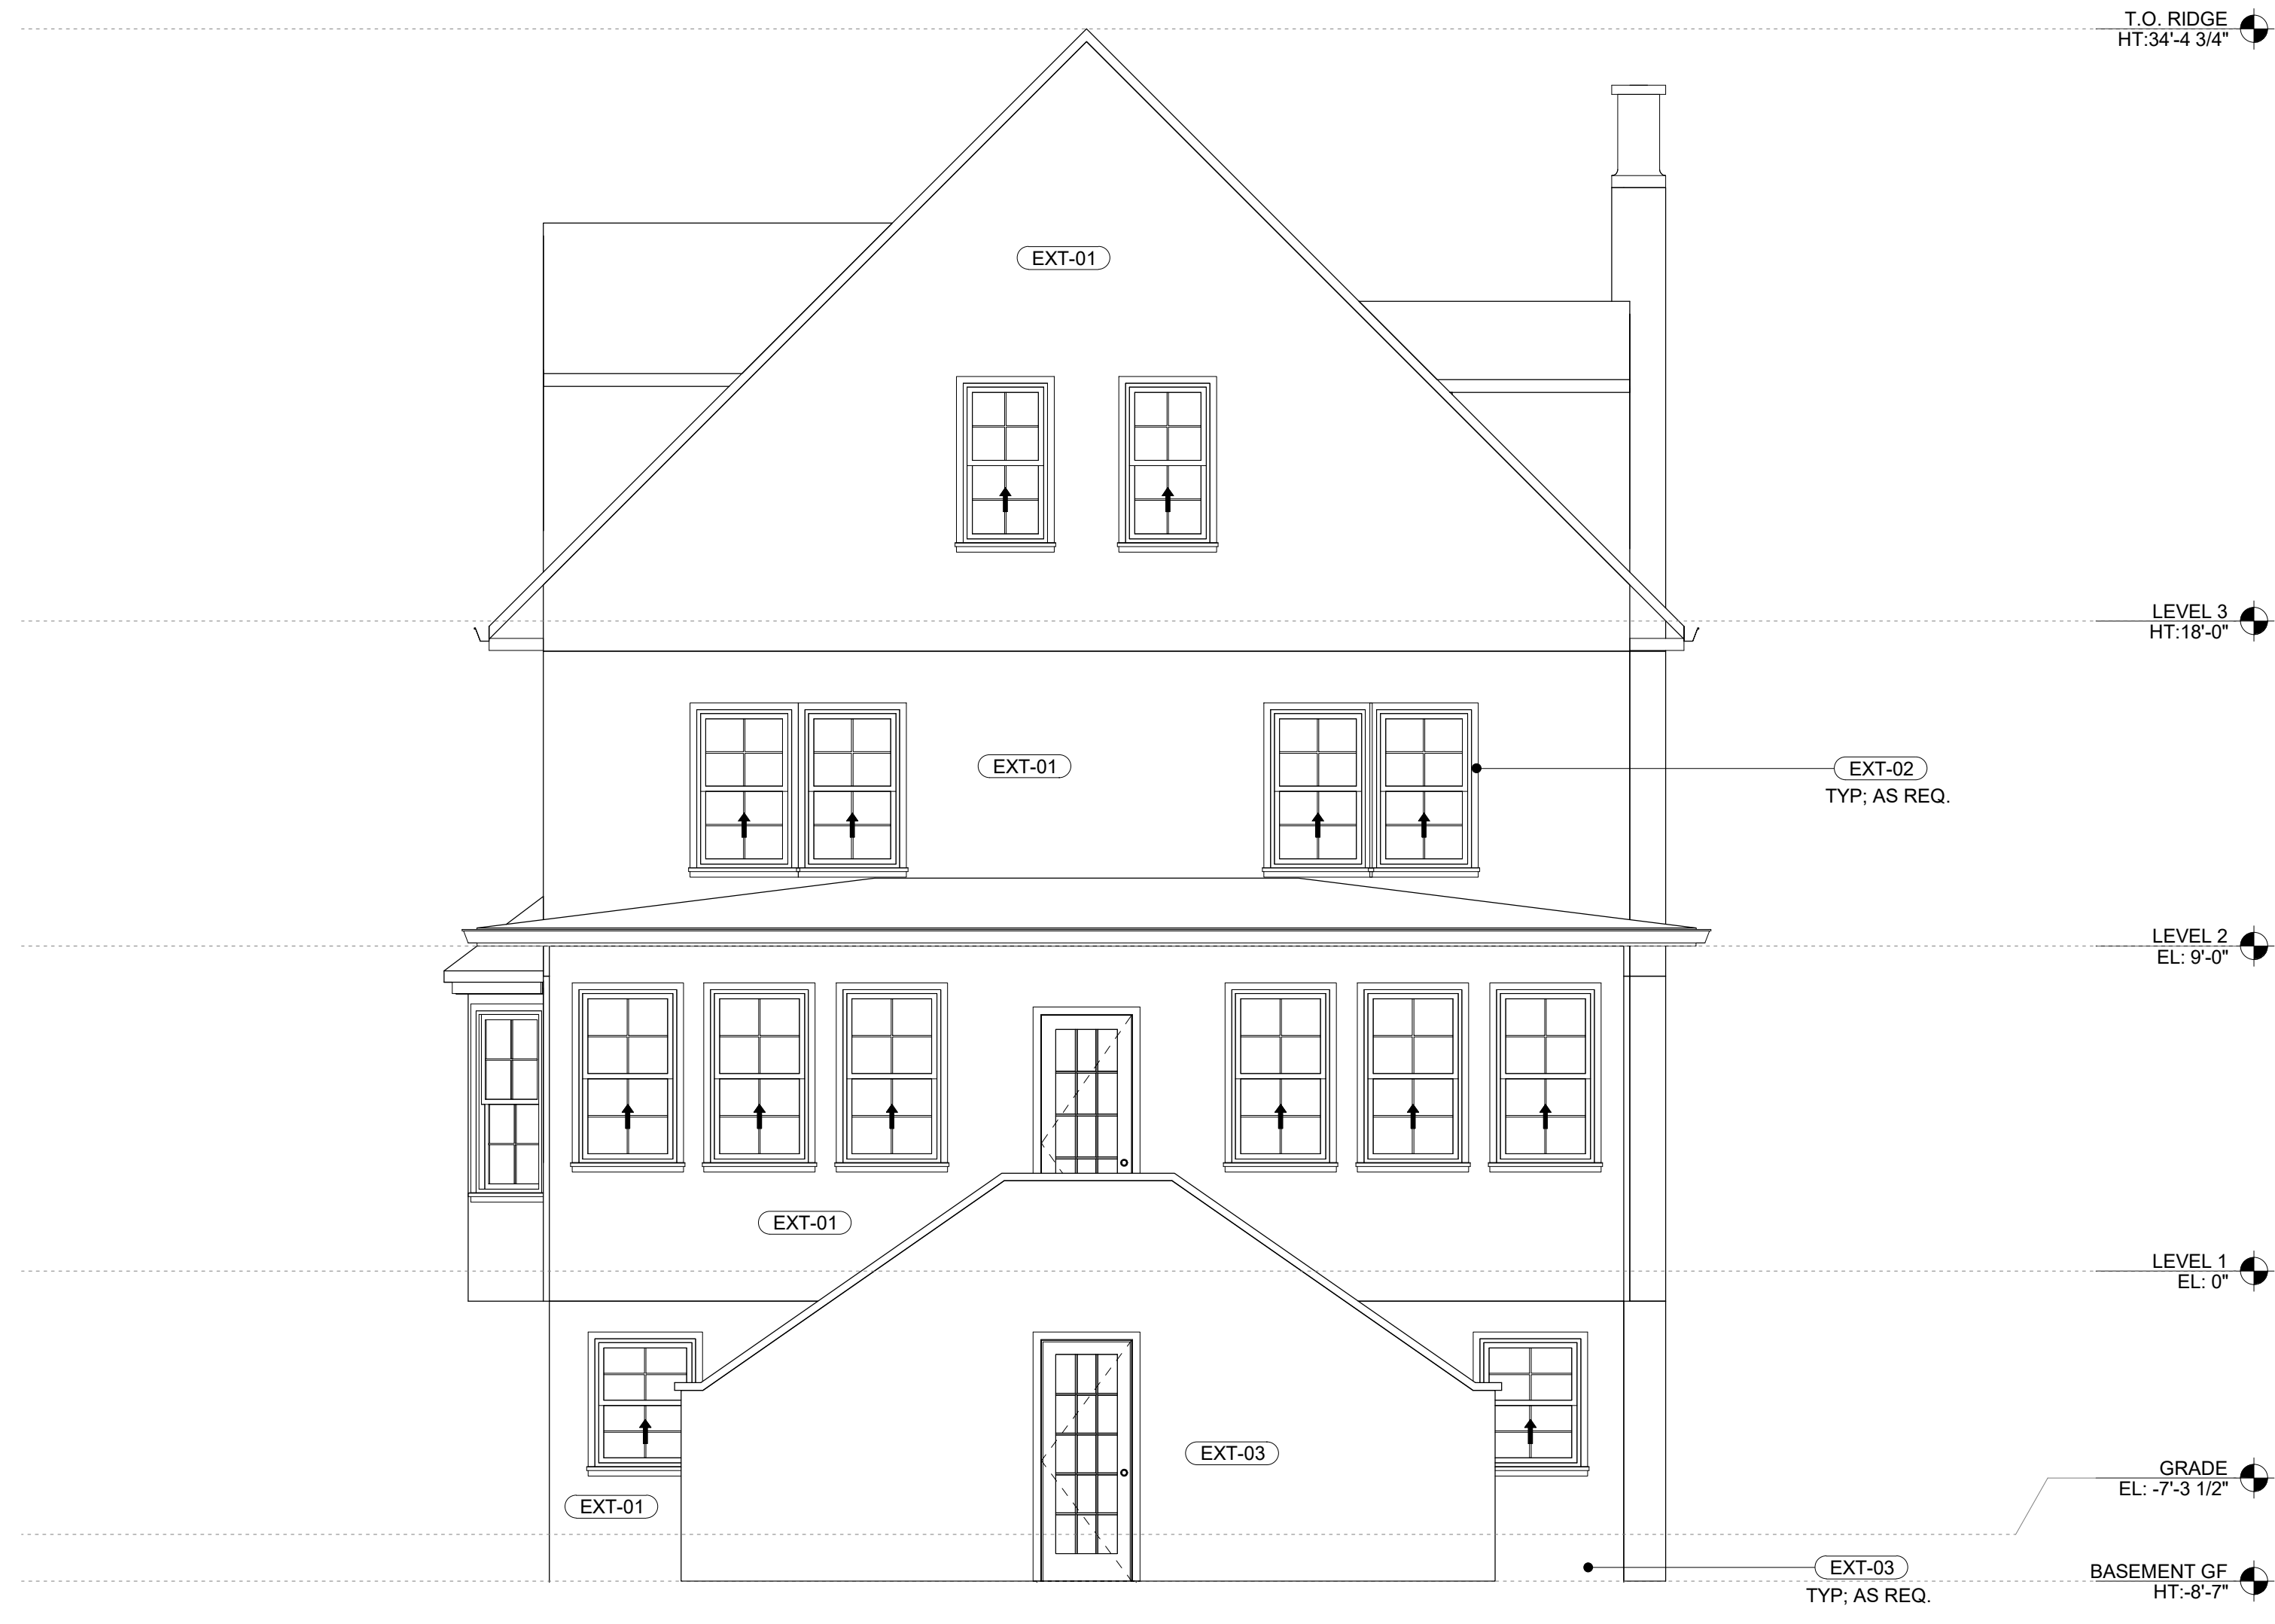 T.O. RIDGE
HT:34'-4 3/4"
EXT-01
LEVEL 3
HT:18'-0"
EXT-01
EXT-02
TYP; AS REQ.
LEVEL 2
EL: 9'-0"
EXT-01
LEVEL 1
EL: 0"
EXT-03
GRADE
EL: -7'-3 1/2"
EXT-01
EXT-03
TYP; AS REQ.
BASEMENT GF
HT:-8'-7"